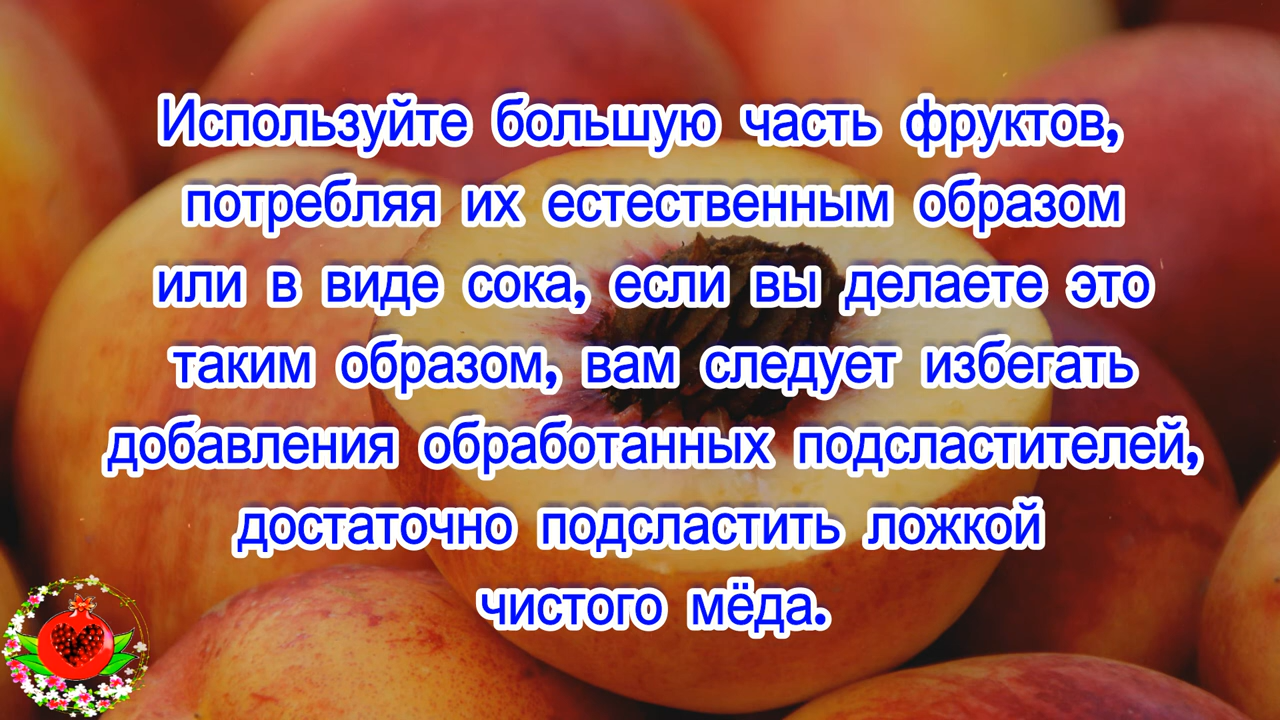 Используйте большую часть фруктов,
потребляя их естественным образом
или в виде сока, если вы делаете это
таким образом, вам следует избегать
добавления обработанных подсластителей,
достаточно подсластить ложкой
чистого мёда.